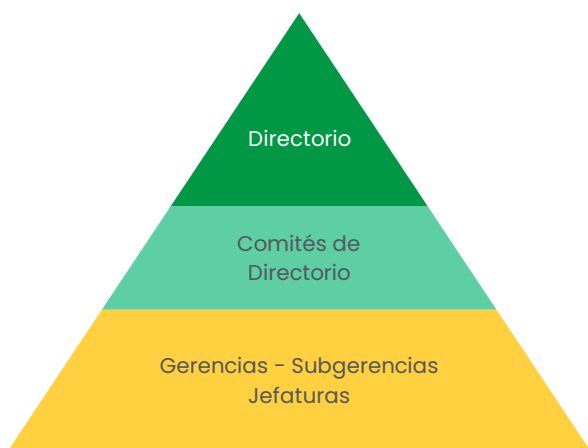 Directorio
Comités de
Directorio
Gerencias - Subgerencias
Jefaturas